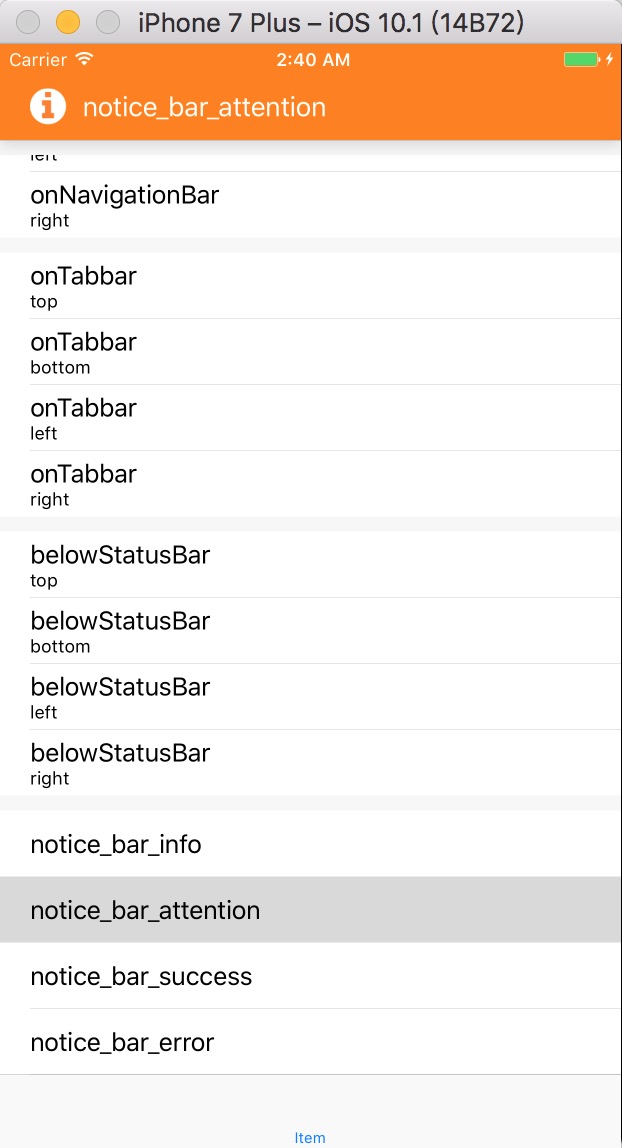 iPhone 7 Plus – iOS 10.1 (14B72)
Carrier 2:40 AM
notice_bar_attention
left
onNavigationBar
right
onTabbar
top
onTabbar
bottom
onTabbar
left
onTabbar
right
belowStatusBar
top
belowStatusBar
bottom
belowStatusBar
left
belowStatusBar
right
notice_bar_info
notice_bar_attention
notice_bar_success
notice_bar_error
Item